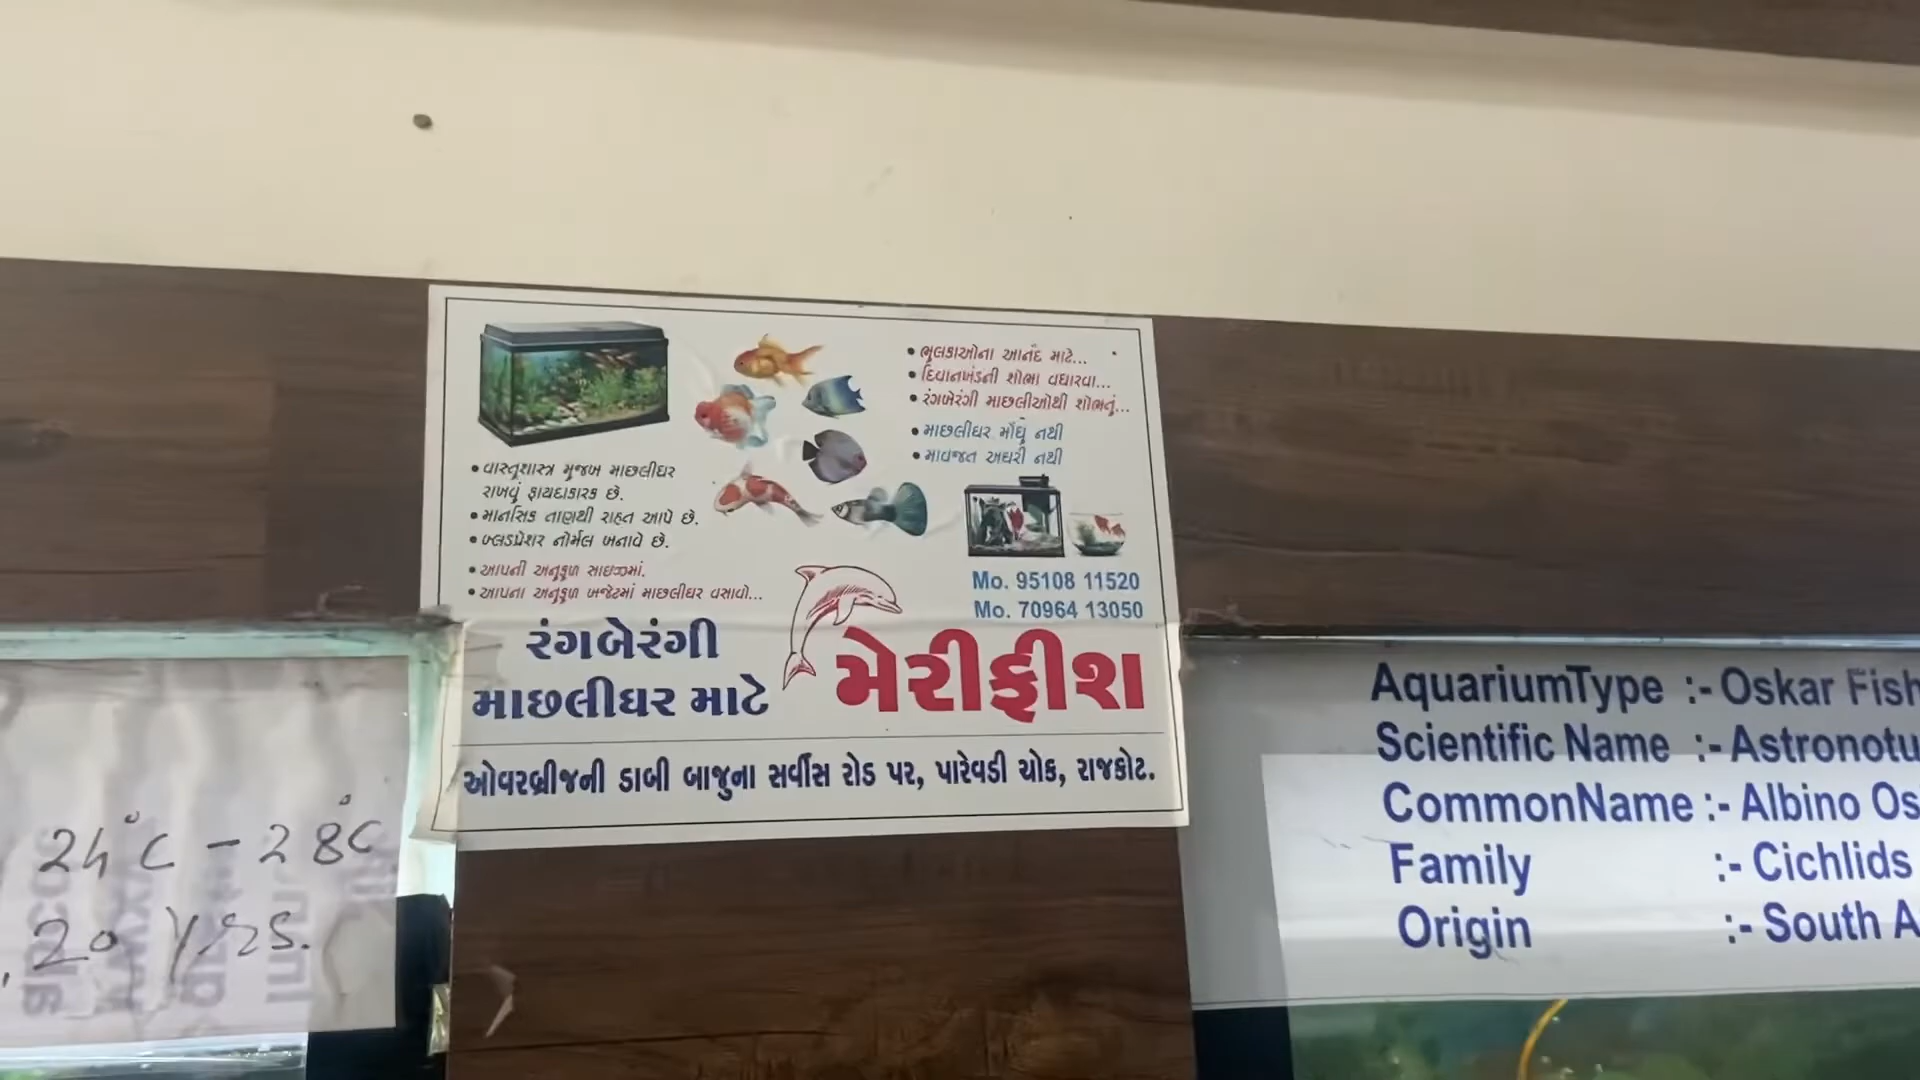 • ભુલકાઓના આનંદ માટે...
• દિવાનખંડની શોભા વધારવા...
• રંગબેરંગી માછલીઓથી શોભતું...
• માછલીઘર મોંઘુ નથી
• માવજત અઘરી નથી
• વાસ્તૂશાસ્ત્ર મુજબ માછલીઘર
રાખવું ફાયદાકારક છે.
• માનસિક તાણથી રાહત આપે છે.
• બ્લડપ્રેશર નોર્મલ બનાવે છે.
• આપની અનુકૂળ સાઇઝમાં.
• આપના અનુકૂળ બજેટમાં માછલીઘર વસાવો...
Mo. 95108 11520
Mo. 70964 13050
રંગબેરંગી
માછલીઘર માટે
મેરીફીશ
ઓવરબ્રીજની ડાબી બાજુના સર્વીસ રોડ પર, પારેવડી ચોક, રાજકોટ.
24°C - 28°C
20 yrs.
AquariumType :- Oskar Fish
Scientific Name :- Astronotu
CommonName :- Albino Os
Family :- Cichlids
Origin :- South A